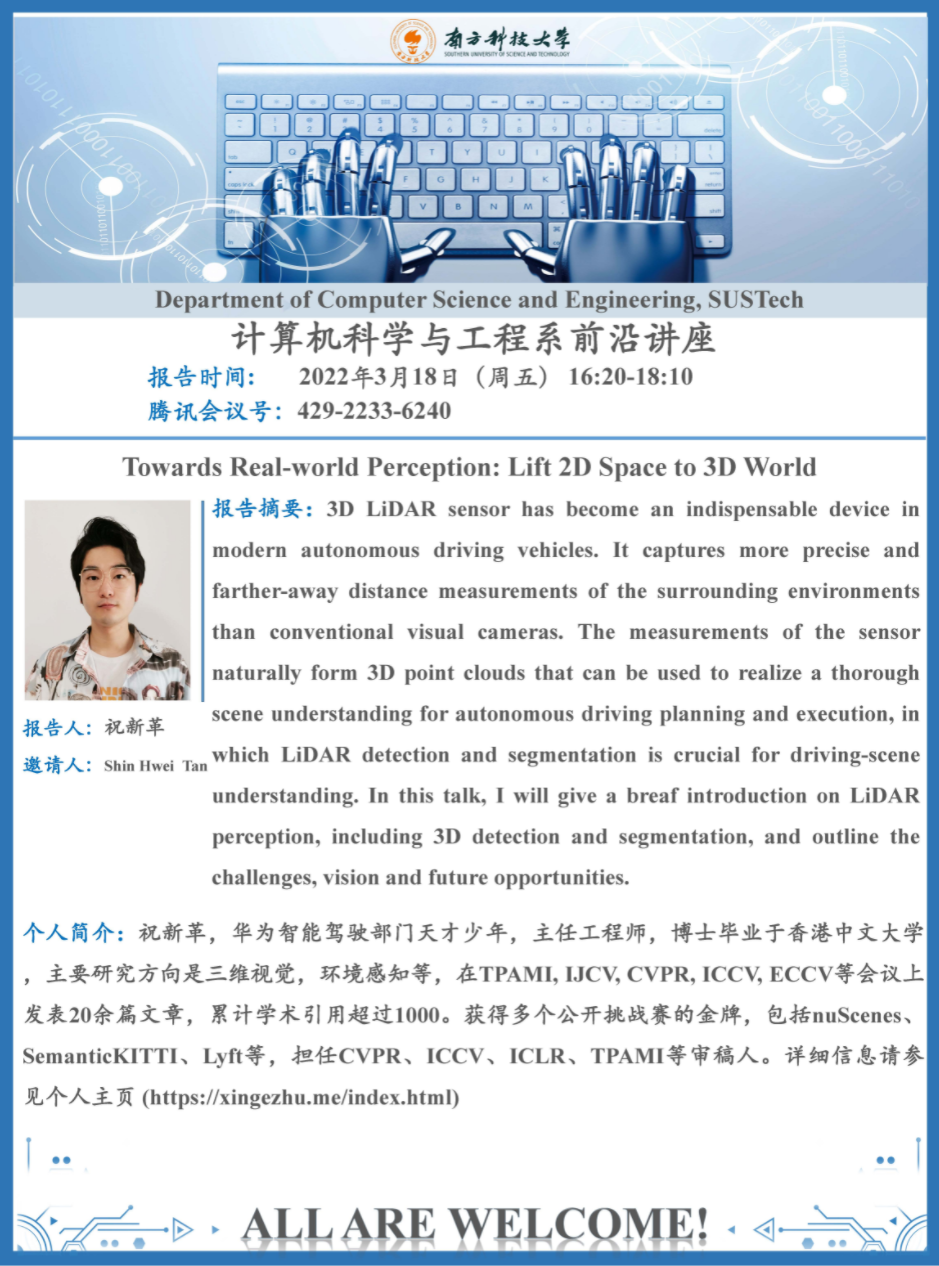 南方科技大学
SOUTHERN UNIVERSITY OF SCIENCE AND TECHNOLOGY
Department of Computer Science and Engineering, SUSTech
计算机科学与工程系前沿讲座
报告时间: 2022年3月18日（周五） 16:20-18:10
腾讯会议号：429-2233-6240
Towards Real-world Perception: Lift 2D Space to 3D World
报告摘要：3D LiDAR sensor has become an indispensable device in
modern autonomous driving vehicles. It captures more precise and
farther-away distance measurements of the surrounding environments
than conventional visual cameras. The measurements of the sensor
naturally form 3D point clouds that can be used to realize a thorough
scene understanding for autonomous driving planning and execution, in
which LiDAR detection and segmentation is crucial for driving-scene
understanding. In this talk, I will give a breaf introduction on LiDAR
perception, including 3D detection and segmentation, and outline the
challenges, vision and future opportunities.
报告人：祝新革
邀请人：Shin Hwei Tan
个人简介：祝新革，华为智能驾驶部门天才少年，主任工程师，博士毕业于香港中文大学
，主要研究方向是三维视觉，环境感知等，在TPAMI, IJCV, CVPR, ICCV, ECCV等会议上
发表20余篇文章，累计学术引用超过1000。获得多个公开挑战赛的金牌，包括nuScenes、
SemanticKITTI、Lyft等，担任CVPR、ICCV、ICLR、TPAMI等审稿人。详细信息请参
见个人主页 (https://xingezhu.me/index.html)
ALL ARE WELCOME!